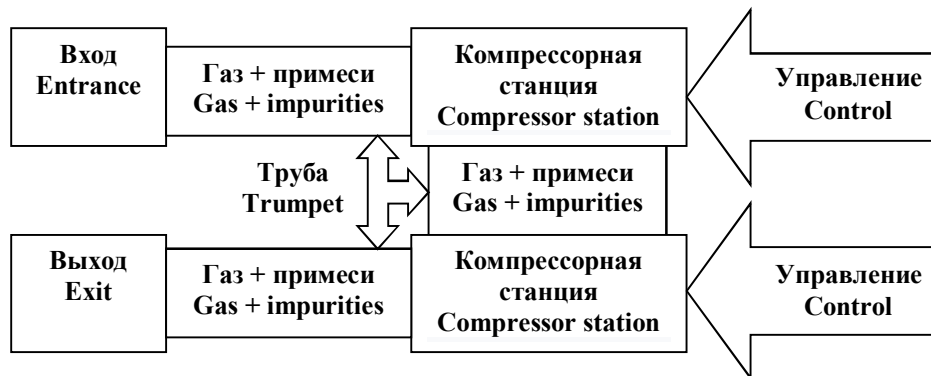 Вход
Entrance
Газ + примеси
Gas + impurities
Компрессорная
станция
Compressor station
Управление
Control
Труба
Trumpet
Газ + примеси
Gas + impurities
Выход
Exit
Газ + примеси
Gas + impurities
Компрессорная
станция
Compressor station
Управление
Control